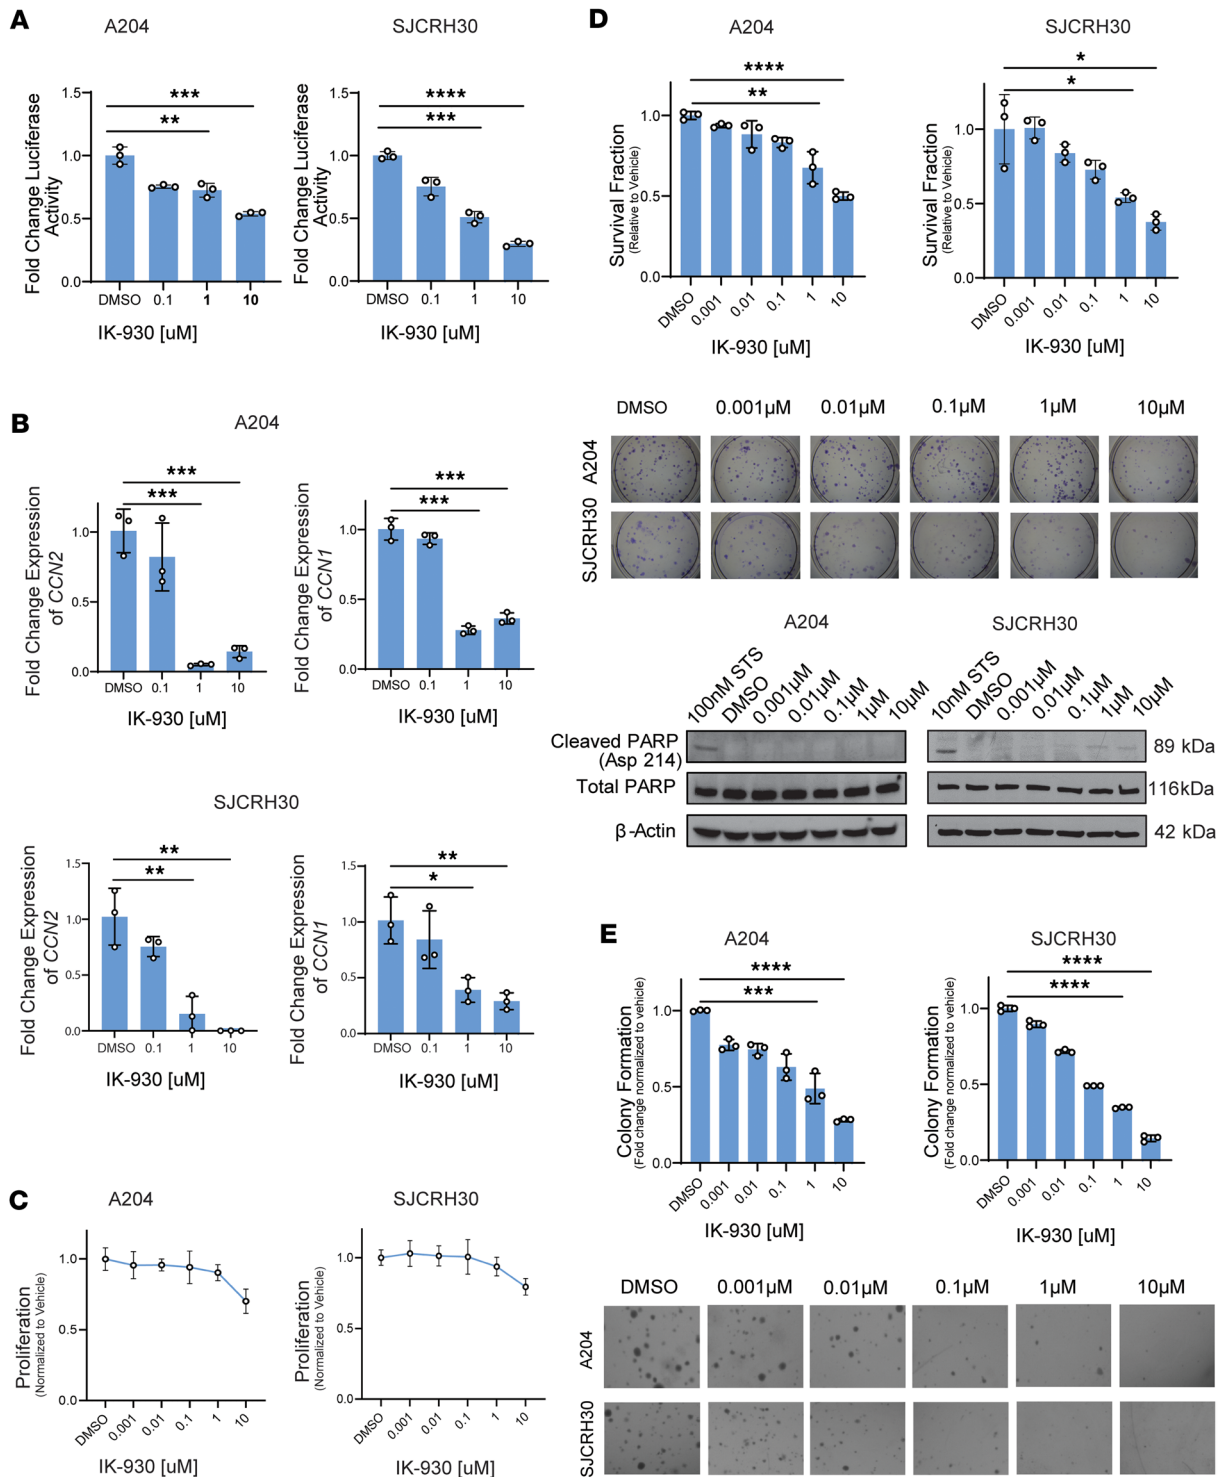 A
A204
SJCRH30
Fold Change Luciferase
Activity
1.5
1.0
0.5
0.0
***
**
DMSO 0.1 1 10
IK-930 [uM]
Fold Change Luciferase
Activity
1.5
1.0
0.5
0.0
****
***
DMSO 0.1 1 10
IK-930 [uM]
B
A204
Fold Change Expression
of CCN2
1.0
0.5
0.0
***
***
DMSO 0.1 1 10
IK-930 [uM]
Fold Change Expression
of CCN1
1.0
0.5
0.0
***
***
DMSO 0.1 1 10
IK-930 [uM]
SJCRH30
Fold Change Expression
of CCN2
1.5
1.0
0.5
0.0
**
**
DMSO 0.1 1 10
IK-930 [uM]
Fold Change Expression
of CCN1
1.5
1.0
0.5
0.0
**
*
DMSO 0.1 1 10
IK-930 [uM]
C
A204
SJCRH30
Proliferation
(Normalized to Vehicle)
1.0
0.5
0.0
DMSO 0.001 0.01 0.1 1 10
IK-930 [uM]
Proliferation
(Normalized to Vehicle)
1.0
0.5
0.0
DMSO 0.001 0.01 0.1 1 10
IK-930 [uM]
D
A204
SJCRH30
Survival Fraction
(Relative to Vehicle)
1.0
0.5
0.0
****
**
DMSO 0.001 0.01 0.1 1 10
IK-930 [uM]
Survival Fraction
(Relative to Vehicle)
1.0
0.5
0.0
*
*
DMSO 0.001 0.01 0.1 1 10
IK-930 [uM]
DMSO 0.001µM 0.01µM 0.1µM 1µM 10µM
A204
SJCRH30
A204
SJCRH30
100nM STS DMSO 0.001µM 0.01µM 0.1µM 1µM 10µM
10nM STS DMSO 0.001µM 0.01µM 0.1µM 1µM 10µM
Cleaved PARP
(Asp 214)
89 kDa
Total PARP
116kDa
β-Actin
42 kDa
E
A204
SJCRH30
Colony Formation
(Fold change normalized to vehicle)
1.0
0.5
0.0
****
***
DMSO 0.001 0.01 0.1 1 10
IK-930 [uM]
Colony Formation
(Fold change normalized to vehicle)
1.0
0.5
0.0
****
****
DMSO 0.001 0.01 0.1 1 10
IK-930 [uM]
DMSO 0.001µM 0.01µM 0.1µM 1µM 10µM
A204
SJCRH30